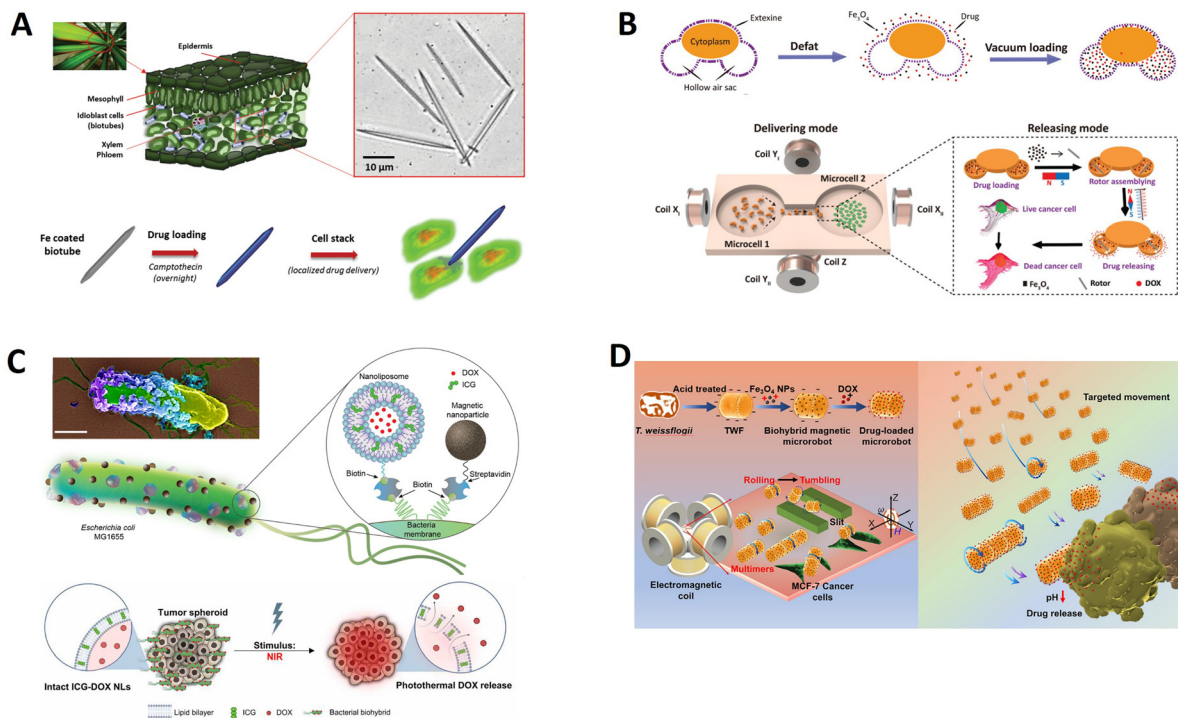 A
Epidermis
Mesophyll
Idioblast cells
(biotubes)
Xylem
Phloem
10 µm
Fe coated
biotube
Drug loading
Camptothecin
(overnight)
Cell stack
(localized drug delivery)
B
Extexine
Cytoplasm
Hollow air sac
Defat
Fe3O4
Drug
Vacuum loading
Delivering mode
Coil YI
Microcell 2
Coil XI
Coil XII
Microcell 1
Coil Z
Coil YII
Releasing mode
Drug loading
N S
Rotor assemblying
N
S
Live cancer cell
Dead cancer cell
Drug releasing
Fe3O4
Rotor
DOX
C
Nanoliposome
DOX
ICG
Magnetic
nanoparticle
Biotin
Streptavidin
Biotin
Bacteria
membrane
Escherichia coli
MG1655
Tumor spheroid
Stimulus:
NIR
Intact ICG-DOX NLs
Photothermal DOX release
Lipid bilayer
ICG
DOX
Bacterial biohybrid
D
Acid treated
Fe3O4 NPs
DOX
T. weissflogii
TWF
Biohybrid magnetic
microrobot
Drug-loaded
microrobot
Rolling
Tumbling
Slit
Multimers
Z
ω
X
Y
H
Electromagnetic
coil
MCF-7 Cancer
cells
Targeted movement
pH
Drug release